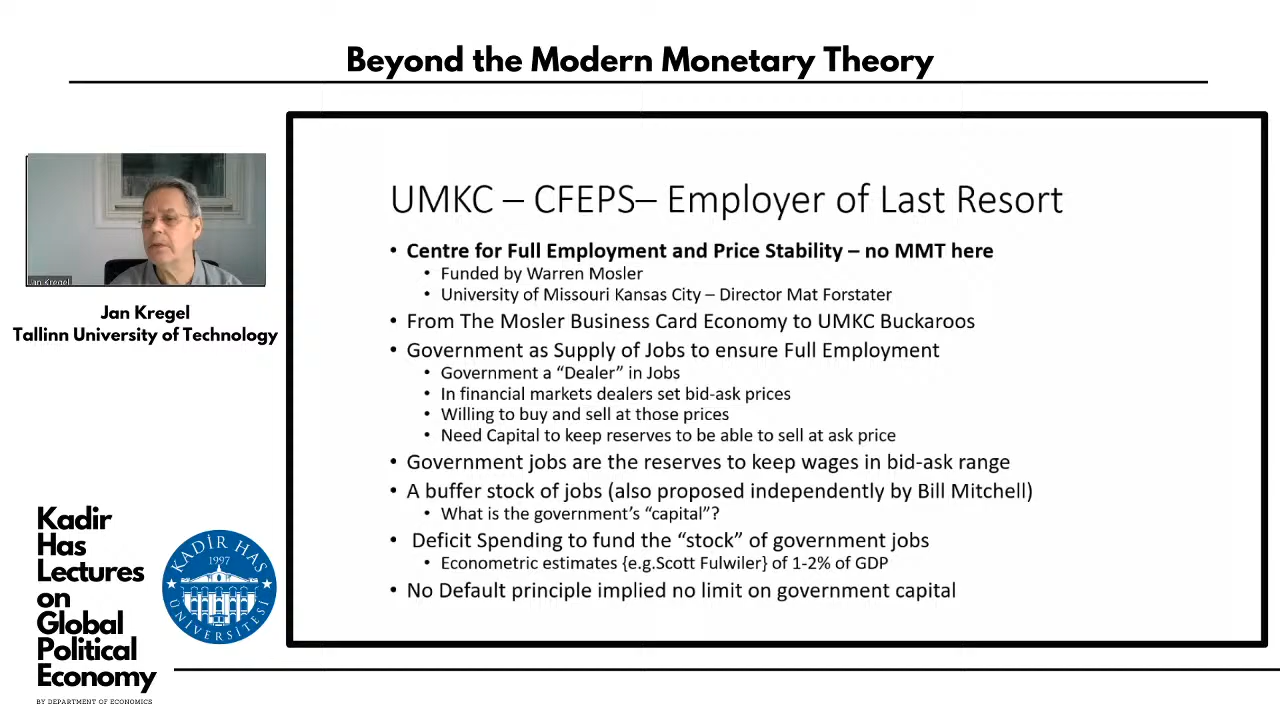 Beyond the Modern Monetary Theory
Jan Kregel
Jan Kregel
Tallinn University of Technology
UMKC – CFEPS– Employer of Last Resort
• Centre for Full Employment and Price Stability – no MMT here
• Funded by Warren Mosler
• University of Missouri Kansas City – Director Mat Forstater
• From The Mosler Business Card Economy to UMKC Buckaroos
• Government as Supply of Jobs to ensure Full Employment
• Government a “Dealer” in Jobs
• In financial markets dealers set bid-ask prices
• Willing to buy and sell at those prices
• Need Capital to keep reserves to be able to sell at ask price
• Government jobs are the reserves to keep wages in bid-ask range
• A buffer stock of jobs (also proposed independently by Bill Mitchell)
• What is the government’s “capital”?
• Deficit Spending to fund the “stock” of government jobs
• Econometric estimates {e.g.Scott Fulwiler} of 1-2% of GDP
• No Default principle implied no limit on government capital
Kadir
Has
Lectures
on
Global
Political
Economy
BY DEPARTMENT OF ECONOMICS
KADİR HAS
1997
ÜNİVERSİTESİ